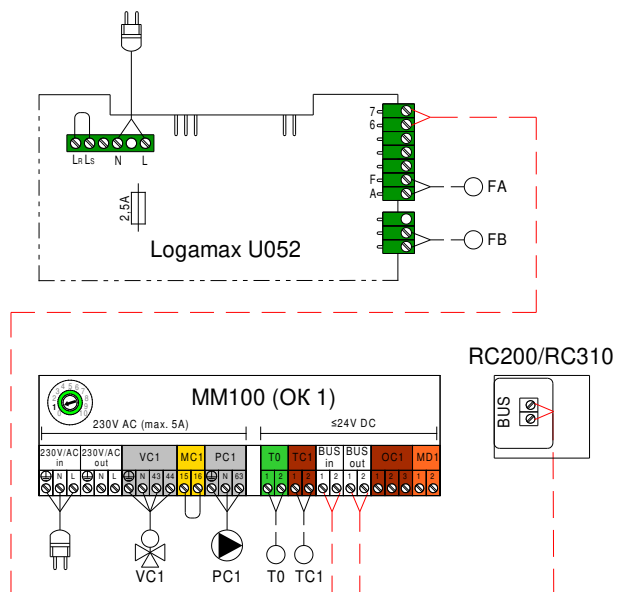 7
6
LR LS N L
F
A
FA
2,5A
FB
Logamax U052
RC200/RC310
BUS
MM100 (OK 1)
230V AC (max. 5A) ≤24V DC
230V/AC in 230V/AC out VC1 MC1 PC1 T0 TC1 BUS in BUS out OC1 MD1
N L N L N 43 44 15 16 N 63 1 2 1 2 1 2 1 2 1 2 3 1 2
VC1 PC1 T0 TC1